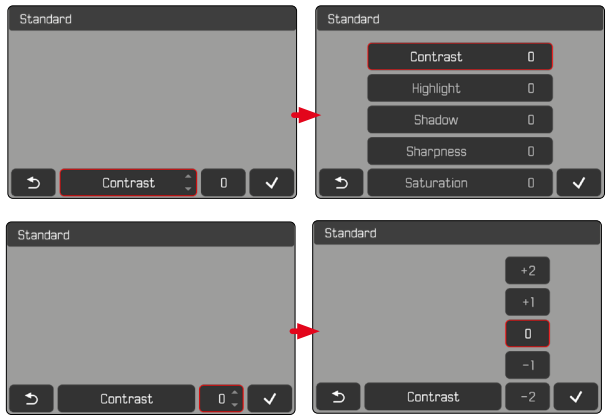 Standard
Contrast 0
Standard
Contrast 0
Highlight 0
Shadow 0
Sharpness 0
Saturation 0
Standard
Contrast 0
Standard
+2
+1
0
-1
Contrast -2